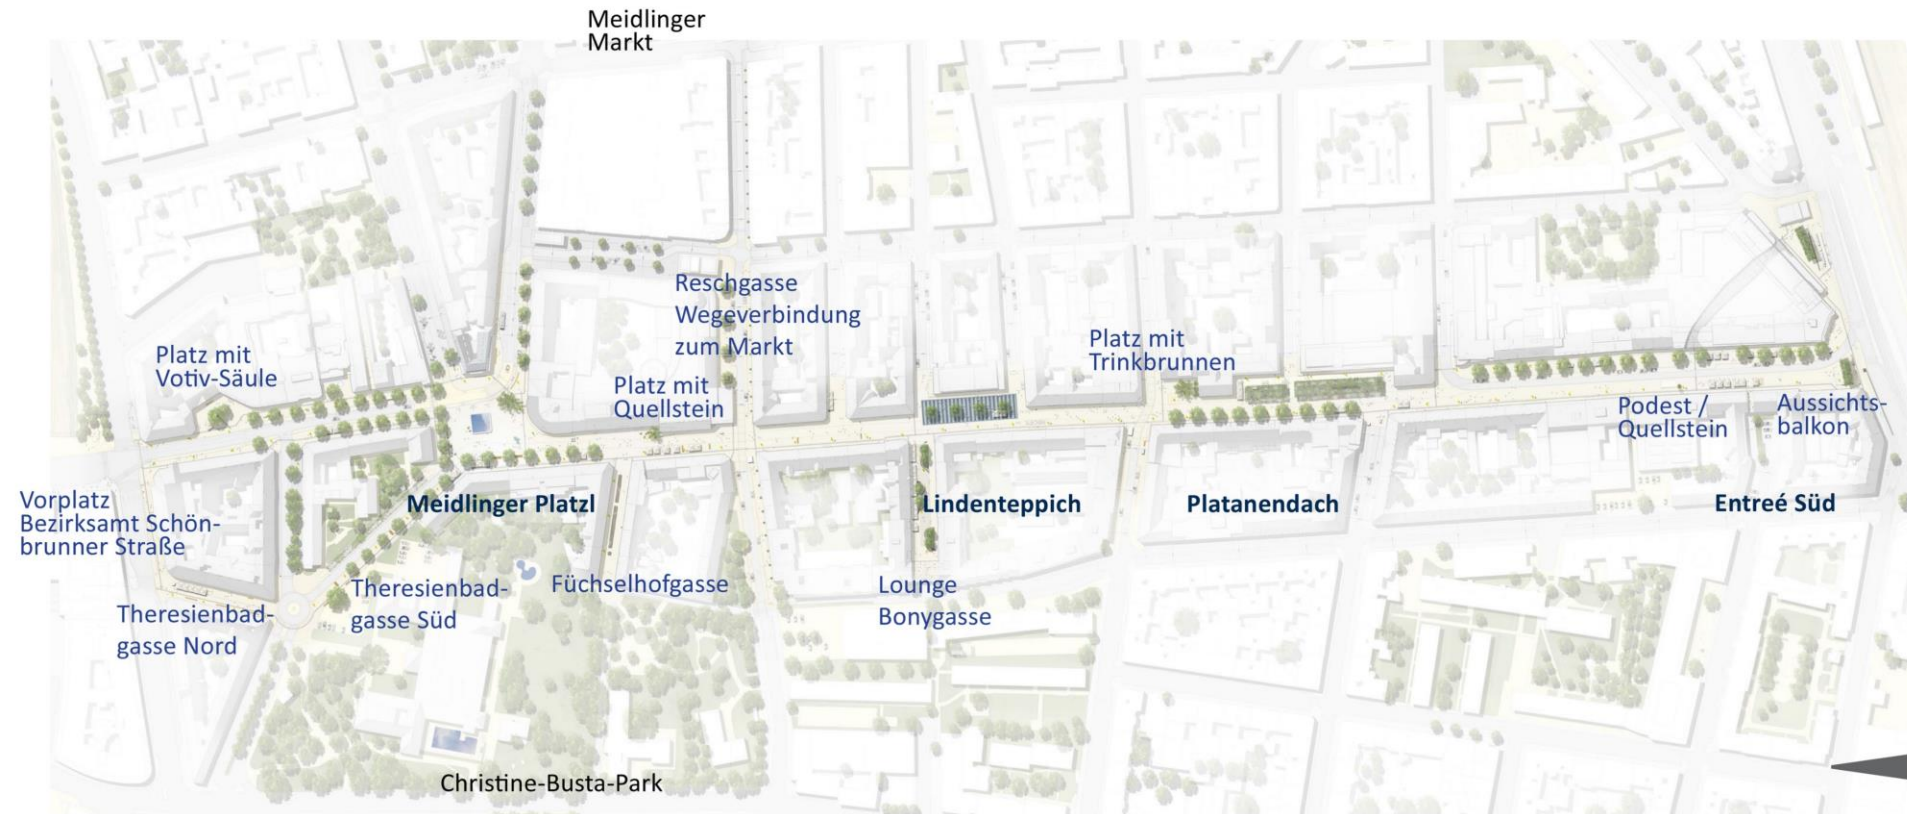 Meidlinger
Markt
Reschgasse
Wegeverbindung
zum Markt
Platz mit
Trinkbrunnen
Platz mit
Votiv-Säule
Platz mit
Quellstein
Podest /
Quellstein
Aussichts-
balkon
Vorplatz
Bezirksamt Schön-
brunner Straße
Meidlinger Platzl
Lindenteppich
Platanendach
Entreé Süd
Theresienbad-
gasse Nord
Theresienbad-
gasse Süd
Füchselhofgasse
Lounge
Bonygasse
Christine-Busta-Park